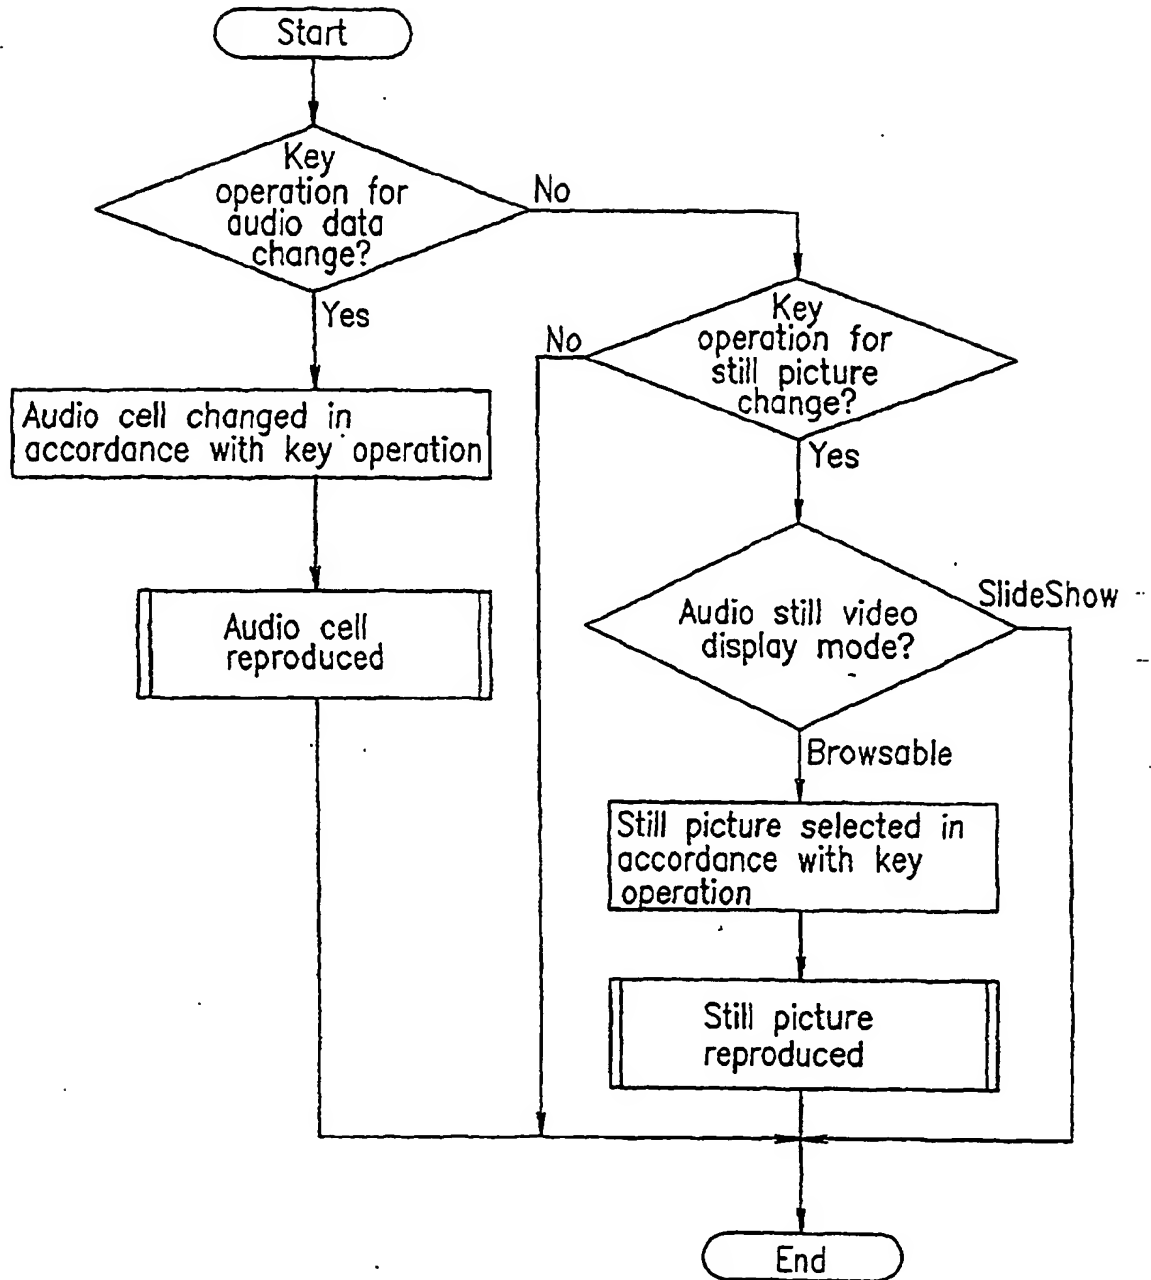 Start
Key
operation for
audio data
change?
No
Yes
Key
operation for
still picture
change?
No
Yes
Audio cell changed in
accordance with key operation
Audio cell
reproduced
Audio still video
display mode?
SlideShow
Browsable
Still picture selected in
accordance with key
operation
Still picture
reproduced
End